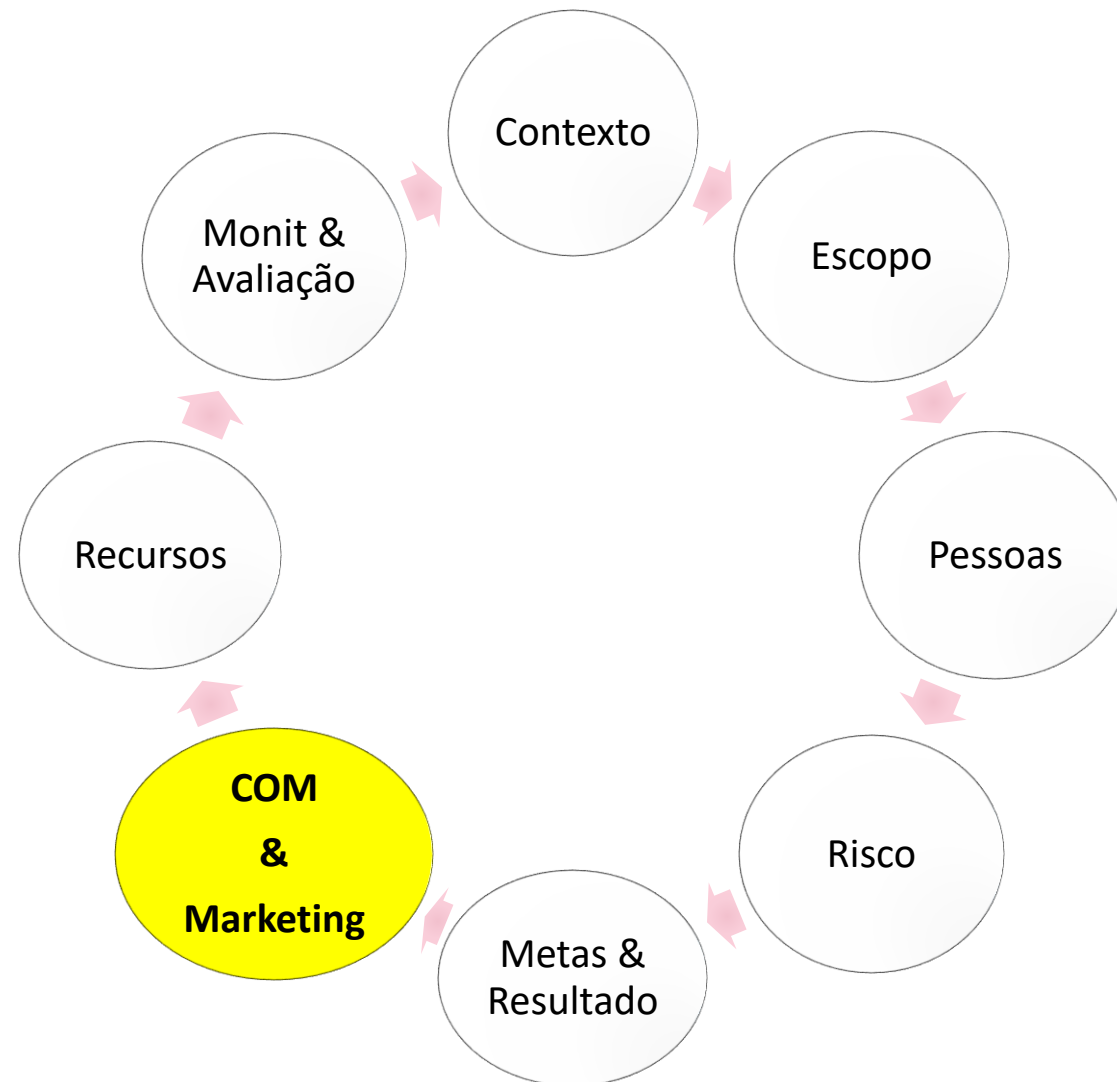 Contexto
Escopo
Pessoas
Risco
Metas &
Resultado
COM
&
Marketing
Recursos
Monit &
Avaliação